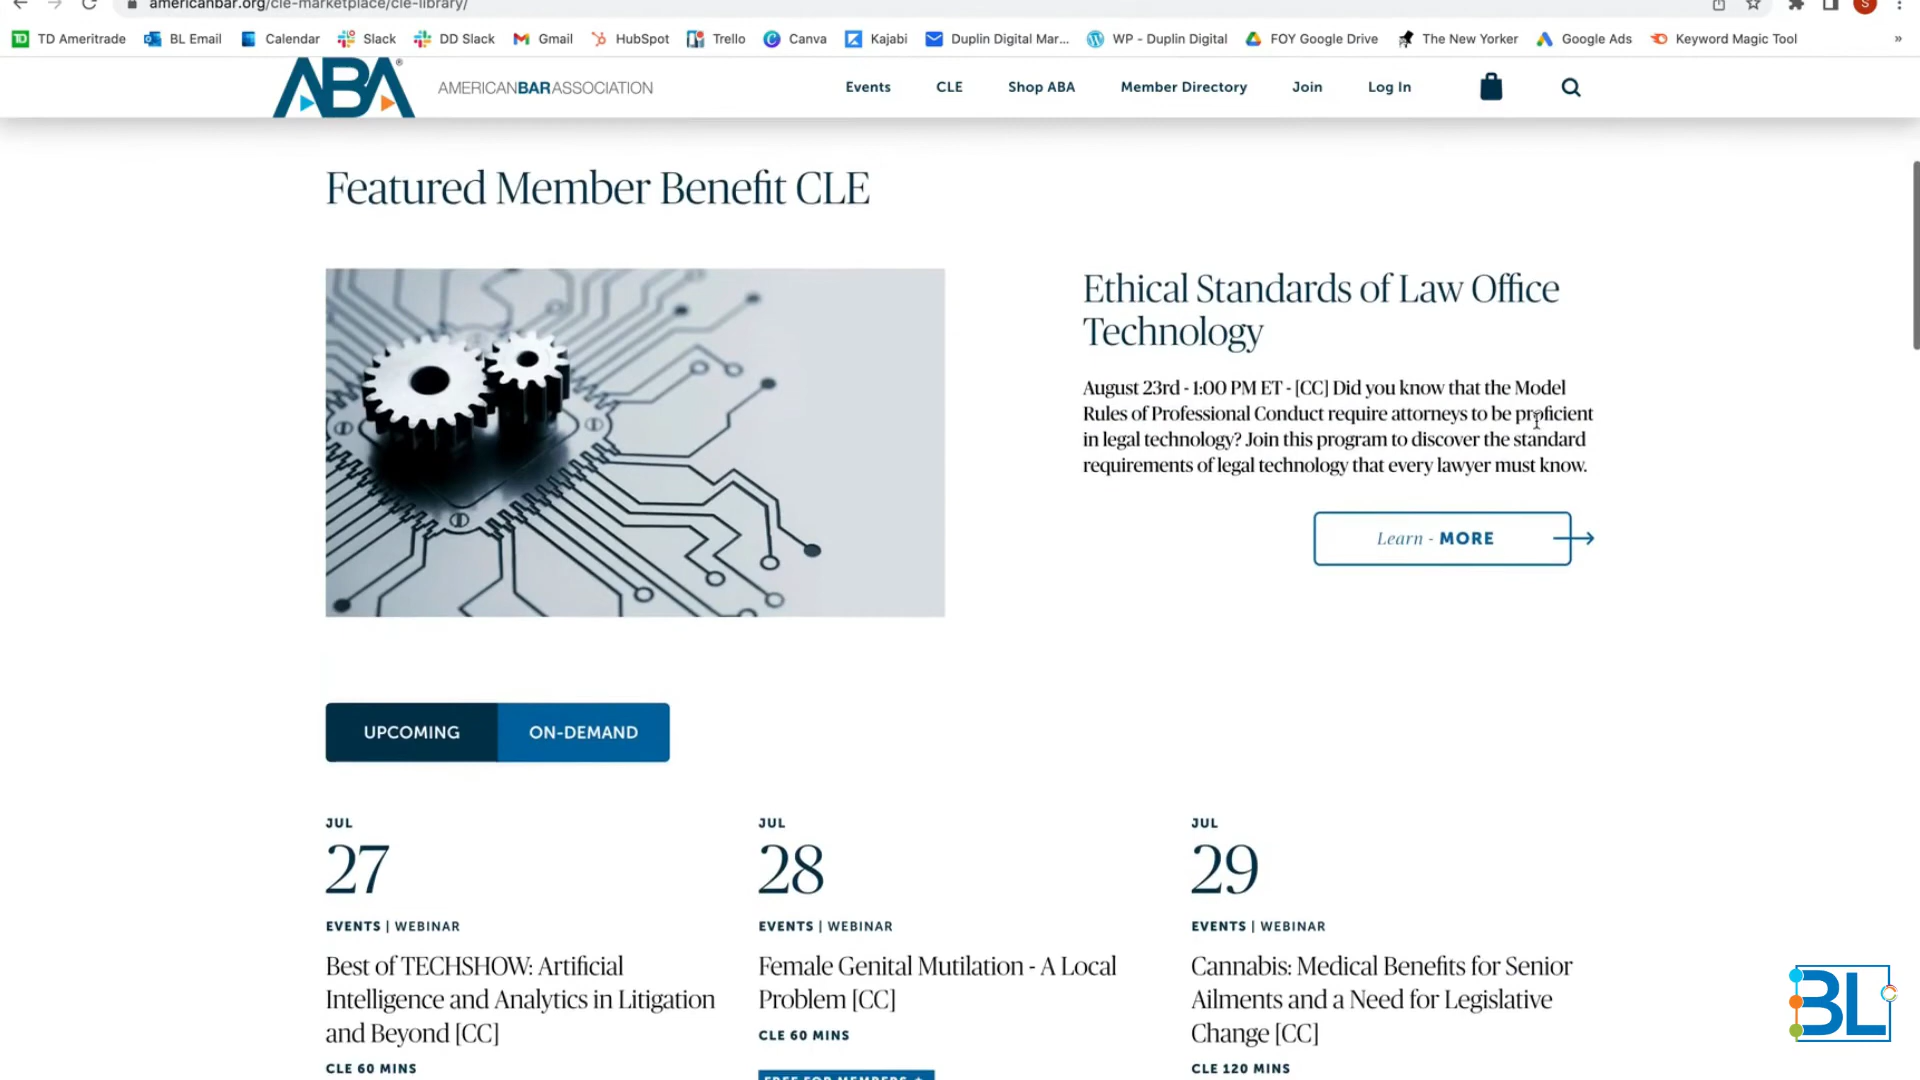 americanbar.org/cle-marketplace/cle-library/
S
TD Ameritrade BL Email Calendar Slack DD Slack Gmail HubSpot Trello Canva Kajabi Duplin Digital Mar... WP - Duplin Digital FOY Google Drive The New Yorker Google Ads Keyword Magic Tool »
ABA® AMERICANBARASSOCIATION Events CLE Shop ABA Member Directory Join Log In
Featured Member Benefit CLE
Ethical Standards of Law Office
Technology
August 23rd - 1:00 PM ET - [CC] Did you know that the Model
Rules of Professional Conduct require attorneys to be proficient
in legal technology? Join this program to discover the standard
requirements of legal technology that every lawyer must know.
Learn - MORE
UPCOMING ON-DEMAND
JUL
27
EVENTS | WEBINAR
Best of TECHSHOW: Artificial
Intelligence and Analytics in Litigation
and Beyond [CC]
CLE 60 MINS
JUL
28
EVENTS | WEBINAR
Female Genital Mutilation - A Local
Problem [CC]
CLE 60 MINS
FREE FOR MEMBERS
JUL
29
EVENTS | WEBINAR
Cannabis: Medical Benefits for Senior
Ailments and a Need for Legislative
Change [CC]
CLE 120 MINS
BL